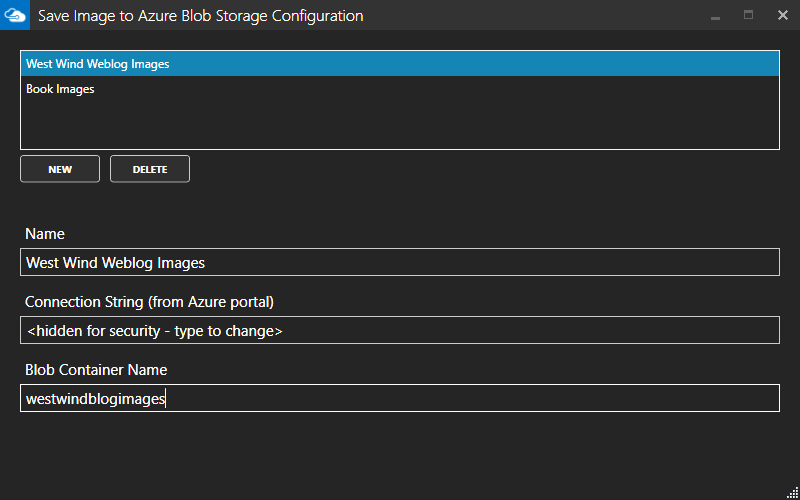 Save Image to Azure Blob Storage Configuration
West Wind Weblog Images
Book Images
NEW DELETE
Name
West Wind Weblog Images
Connection String (from Azure portal)
<hidden for security - type to change>
Blob Container Name
westwindblogimages